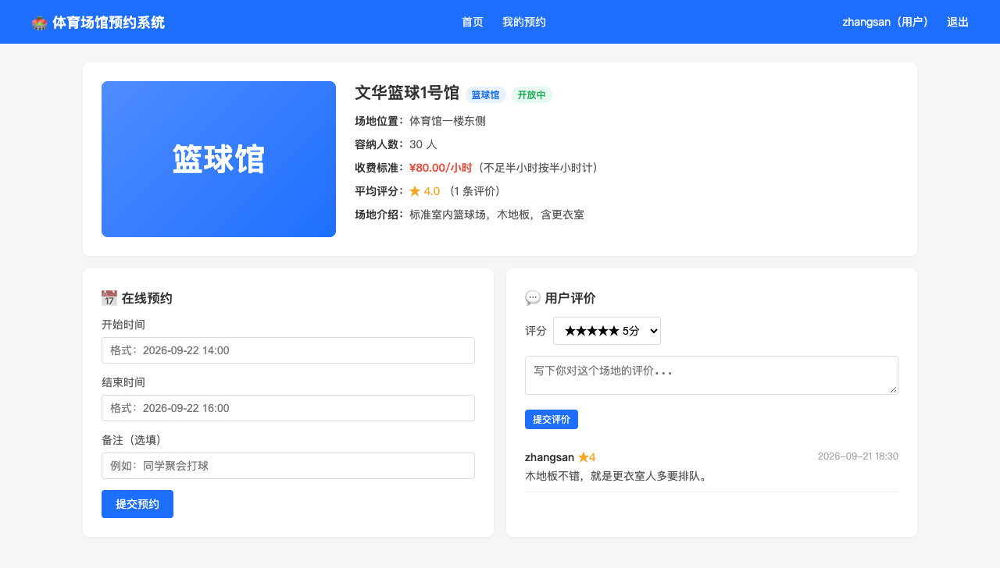 体育场馆预约系统
首页 我的预约
zhangsan（用户） 退出
篮球馆
文华篮球1号馆 篮球馆 开放中
场地位置：体育馆一楼东侧
容纳人数：30 人
收费标准：¥80.00/小时（不足半小时按半小时计）
平均评分：★ 4.0 （1 条评价）
场地介绍：标准室内篮球场，木地板，含更衣室
17 在线预约
开始时间
格式：2026-09-22 14:00
结束时间
格式：2026-09-22 16:00
备注（选填）
例如：同学聚会打球
提交预约
用户评价
评分 ★★★★★ 5分
写下你对这个场地的评价...
提交评价
zhangsan ★4 2026-09-21 18:30
木地板不错，就是更衣室人多要排队。